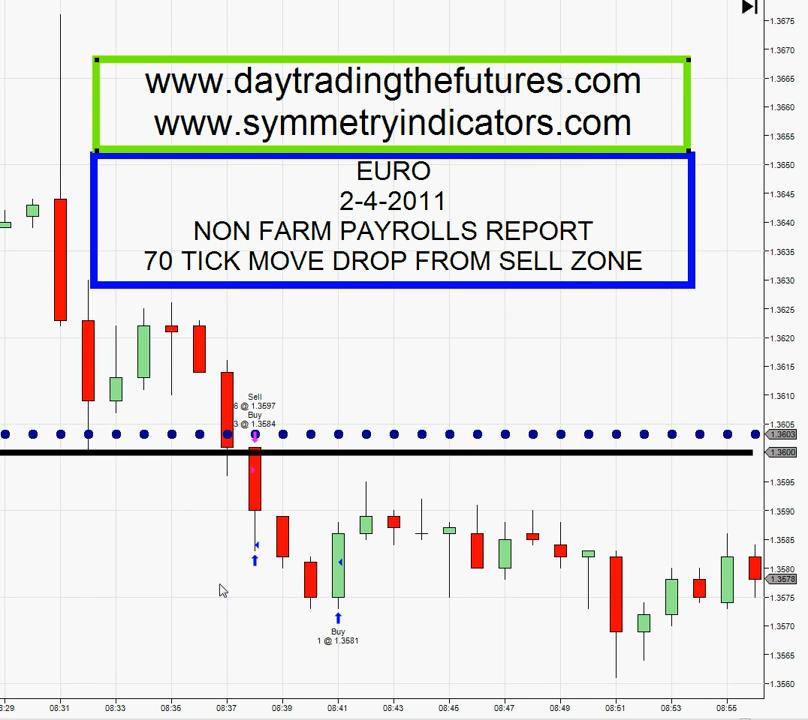 www.daytradingthefutures.com
www.symmetryindicators.com
EURO
2-4-2011
NON FARM PAYROLLS REPORT
70 TICK MOVE DROP FROM SELL ZONE
1.3675
1.3670
1.3665
1.3660
1.3655
1.3650
1.3645
1.3640
1.3635
1.3630
1.3625
1.3620
1.3615
1.3610
1.3605
1.3603
1.3600
1.3595
1.3590
1.3585
1.3580
1.3578
1.3575
1.3570
1.3565
1.3560
Sell
6 @ 1.3597
Buy
3 @ 1.3584
Buy
1 @ 1.3581
8:29 08:31 08:33 08:35 08:37 08:39 08:41 08:43 08:45 08:47 08:49 08:51 08:53 08:55